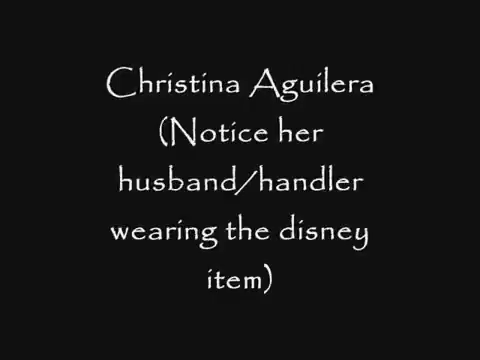 Christina Aguilera
(Notice her
husband/handler
wearing the disney
item)